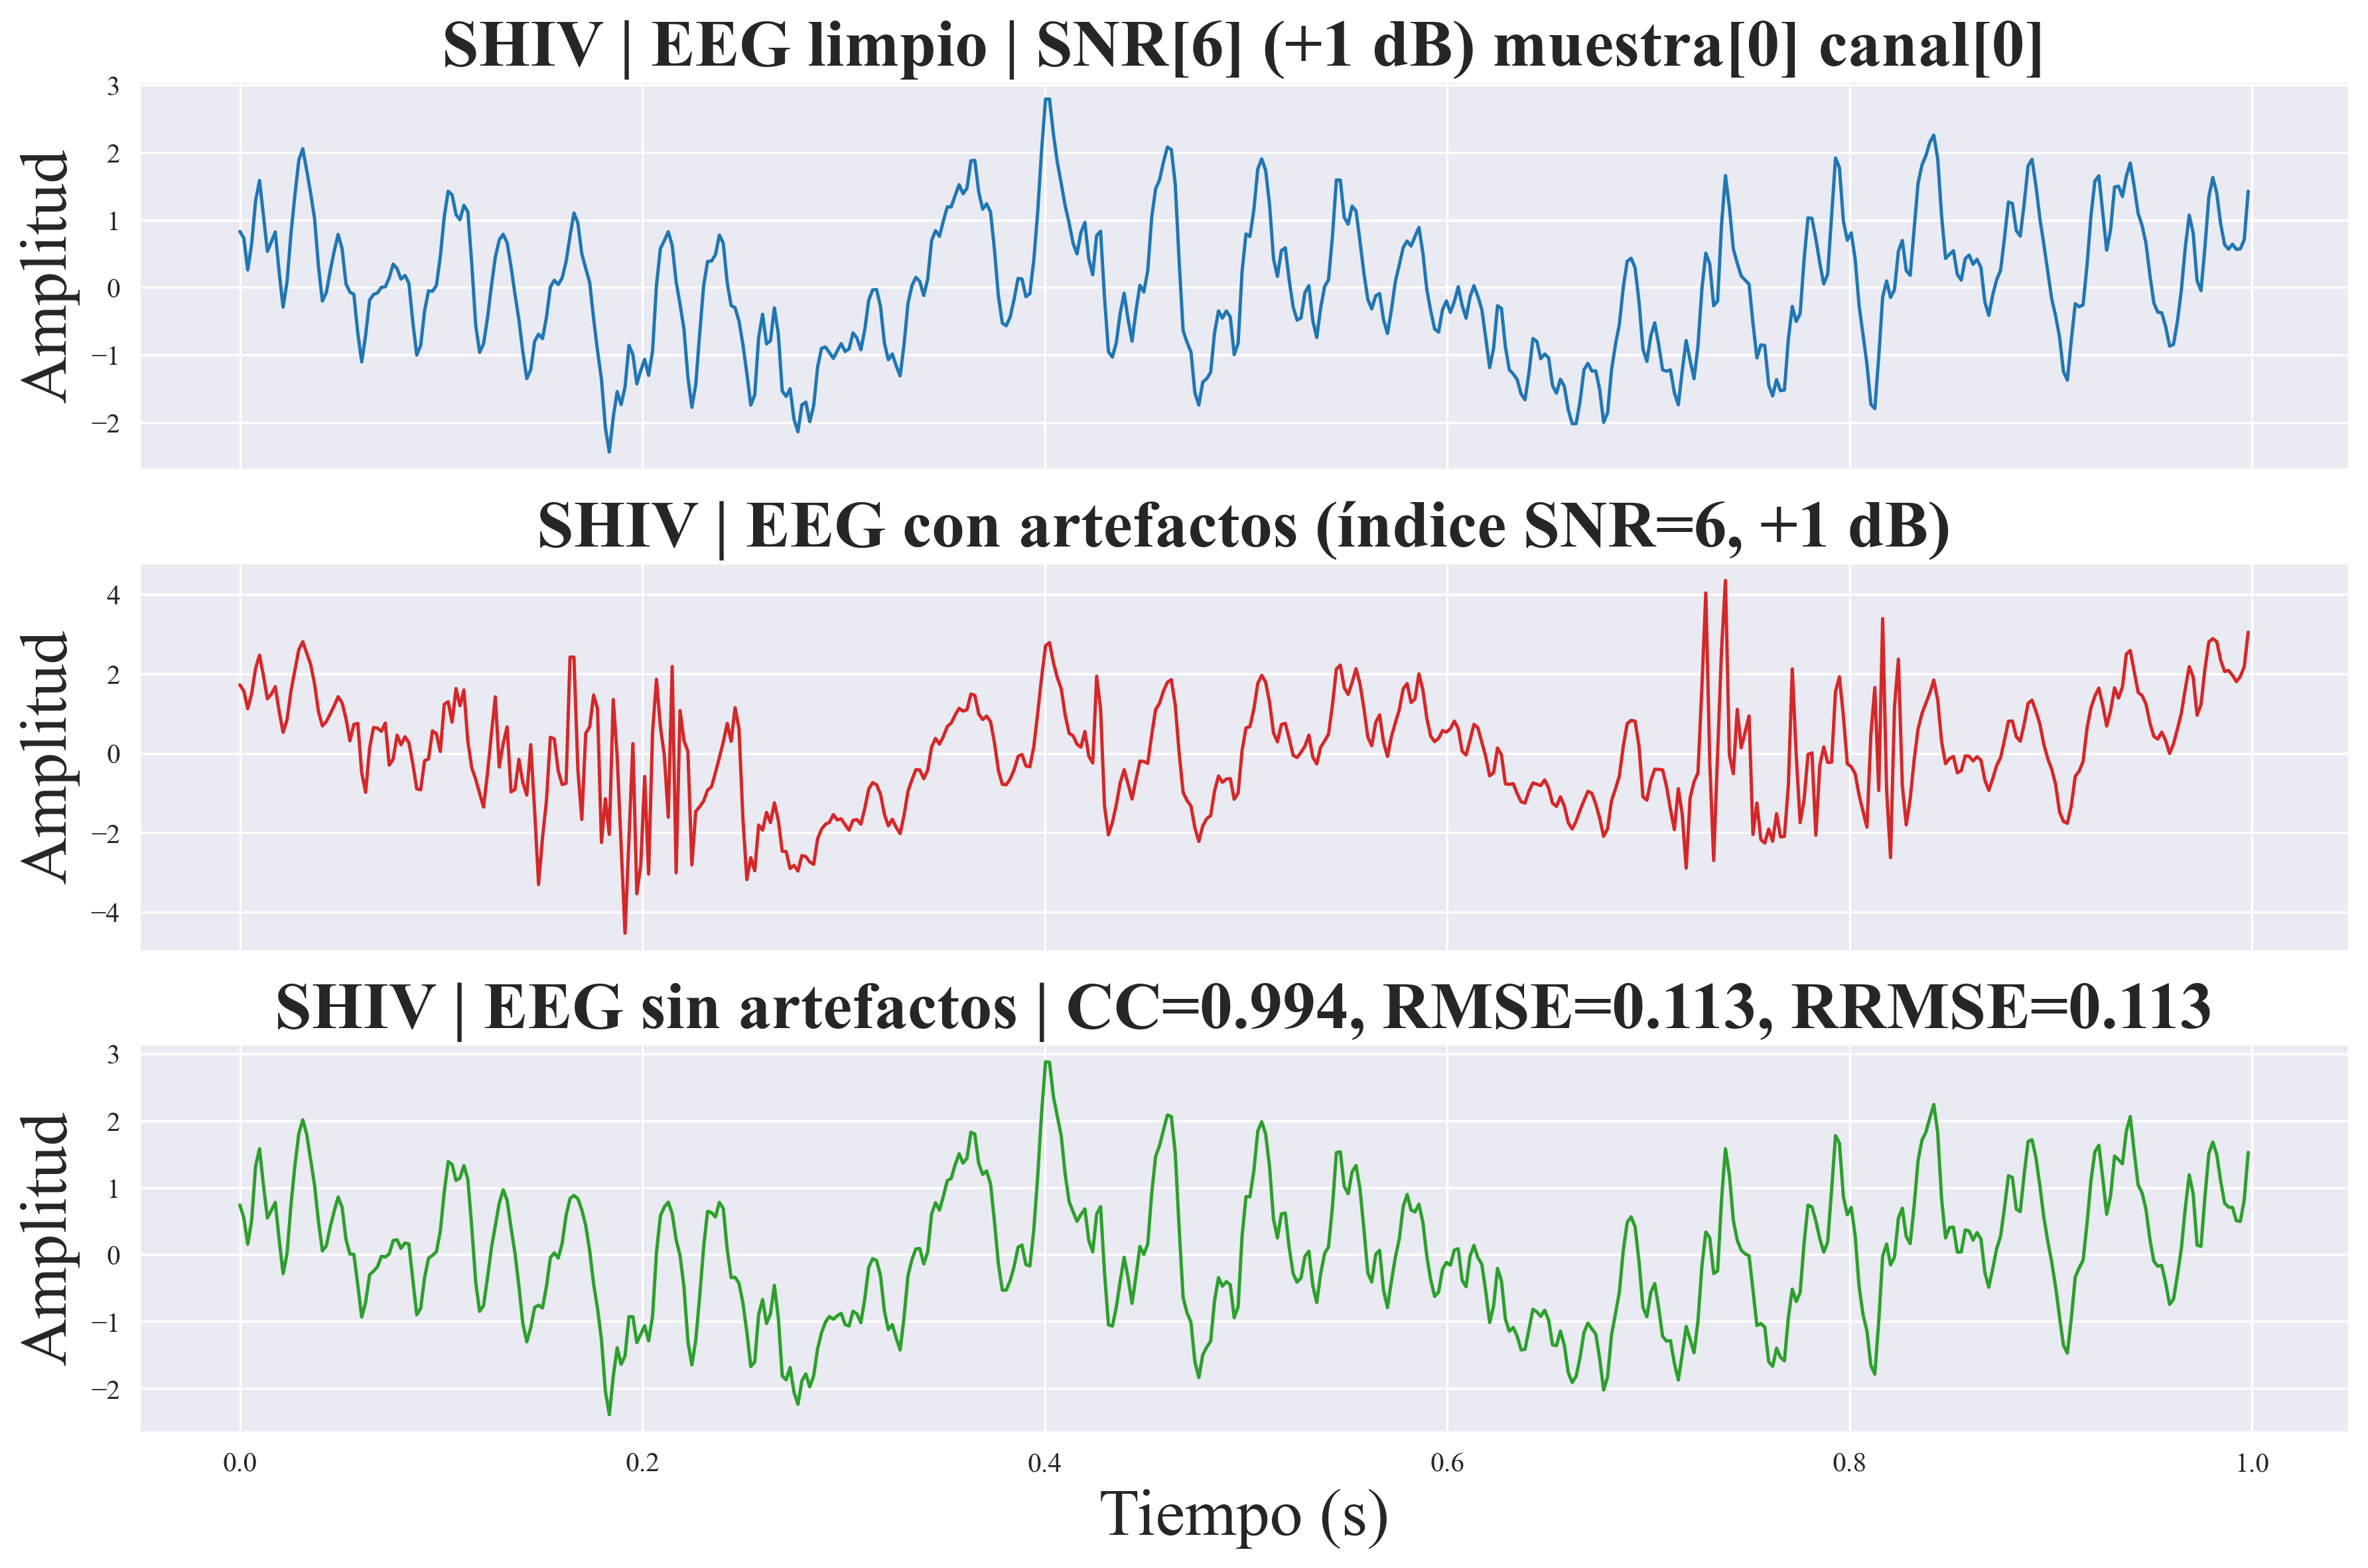 SHIV | EEG limpio | SNR[6] (+1 dB) muestra[0] canal[0]
3
2
1
0
−1
−2
Amplitud
SHIV | EEG con artefactos (índice SNR=6, +1 dB)
4
2
0
−2
−4
Amplitud
SHIV | EEG sin artefactos | CC=0.994, RMSE=0.113, RRMSE=0.113
3
2
1
0
−1
−2
Amplitud
0.0 0.2 0.4 0.6 0.8 1.0
Tiempo (s)